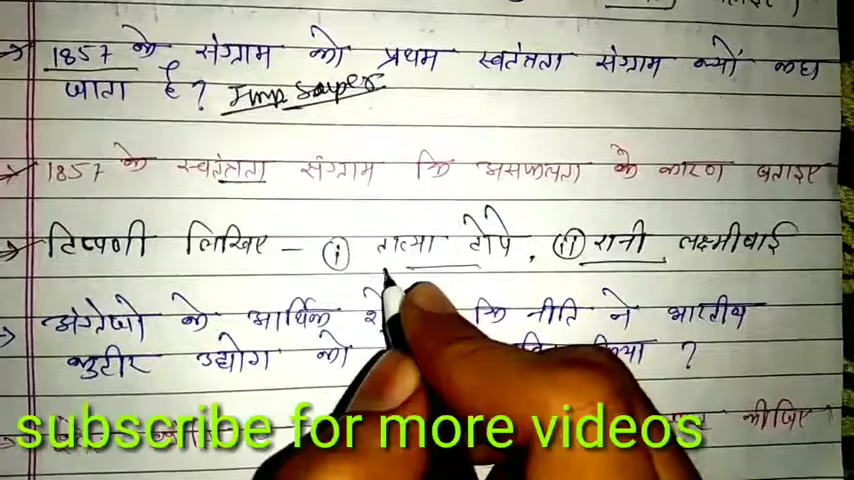 1857 के संग्राम को प्रथम स्वतंत्रता संग्राम क्यों कहा
जाता है? Imp
1857 के स्वतंत्रता संग्राम कि असफलता के कारण बताइए
टिप्पणी लिखिए - (i) तात्या टोपे, (ii) रानी लक्ष्मीबाई
अंग्रेजो के आर्थिक कि नीति ने भारतीय
कुटीर उद्योग को किया ?
कीजिए
subscribe for more videos